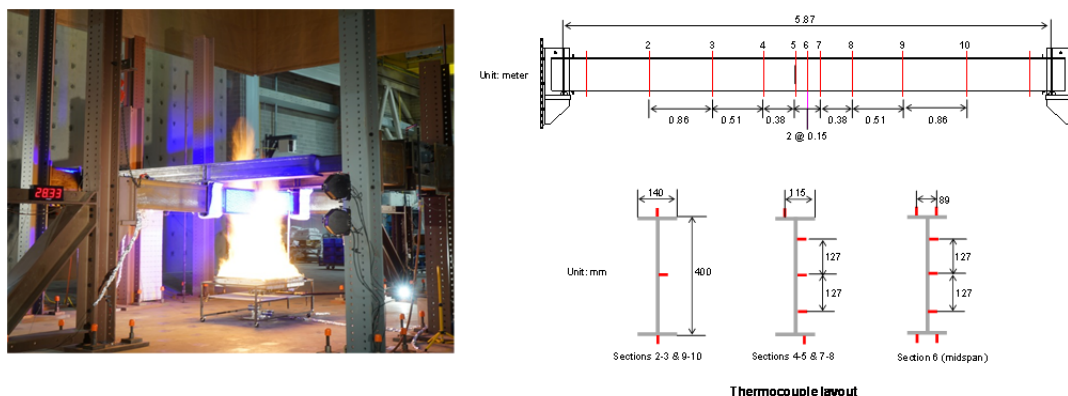 28:33
5.87
2 3 4 5 6 7 8 9 10
Unit: meter
0.86 0.51 0.38 0.38 0.51 0.86
2 @ 0.15
140 115 89
400 127 127 127 127
Unit: mm
Sections 2-3 & 9-10 Sections 4-5 & 7-8 Section 6 (midspan)
Thermocouple layout